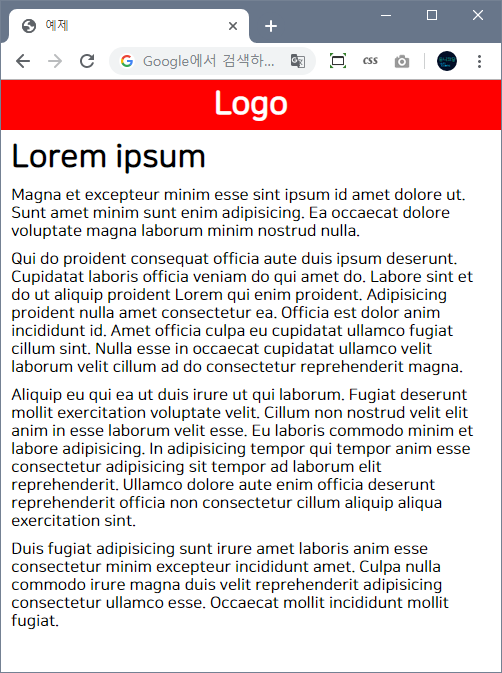 예제
Google에서 검색하...
css
Logo
Lorem ipsum
Magna et excepteur minim esse sint ipsum id amet dolore ut.
Sunt amet minim sunt enim adipisicing. Ea occaecat dolore
voluptate magna laborum minim nostrud nulla.
Qui do proident consequat officia aute duis ipsum deserunt.
Cupidatat laboris officia veniam do qui amet do. Labore sint et
do ut aliquip proident Lorem qui enim proident. Adipisicing
proident nulla amet consectetur ea. Officia est dolor anim
incididunt id. Amet officia culpa eu cupidatat ullamco fugiat
cillum sint. Nulla esse in occaecat cupidatat ullamco velit
laborum velit cillum ad do consectetur reprehenderit magna.
Aliquip eu qui ea ut duis irure ut qui laborum. Fugiat deserunt
mollit exercitation voluptate velit. Cillum non nostrud velit elit
anim in esse laborum velit esse. Eu laboris commodo minim et
labore adipisicing. In adipisicing tempor qui tempor anim esse
consectetur adipisicing sit tempor ad laborum elit
reprehenderit. Ullamco dolore aute enim officia deserunt
reprehenderit officia non consectetur cillum aliquip aliqua
exercitation sint.
Duis fugiat adipisicing sunt irure amet laboris anim esse
consectetur minim excepteur incididunt amet. Culpa nulla
commodo irure magna duis velit reprehenderit adipisicing
consectetur ullamco esse. Occaecat mollit incididunt mollit
fugiat.